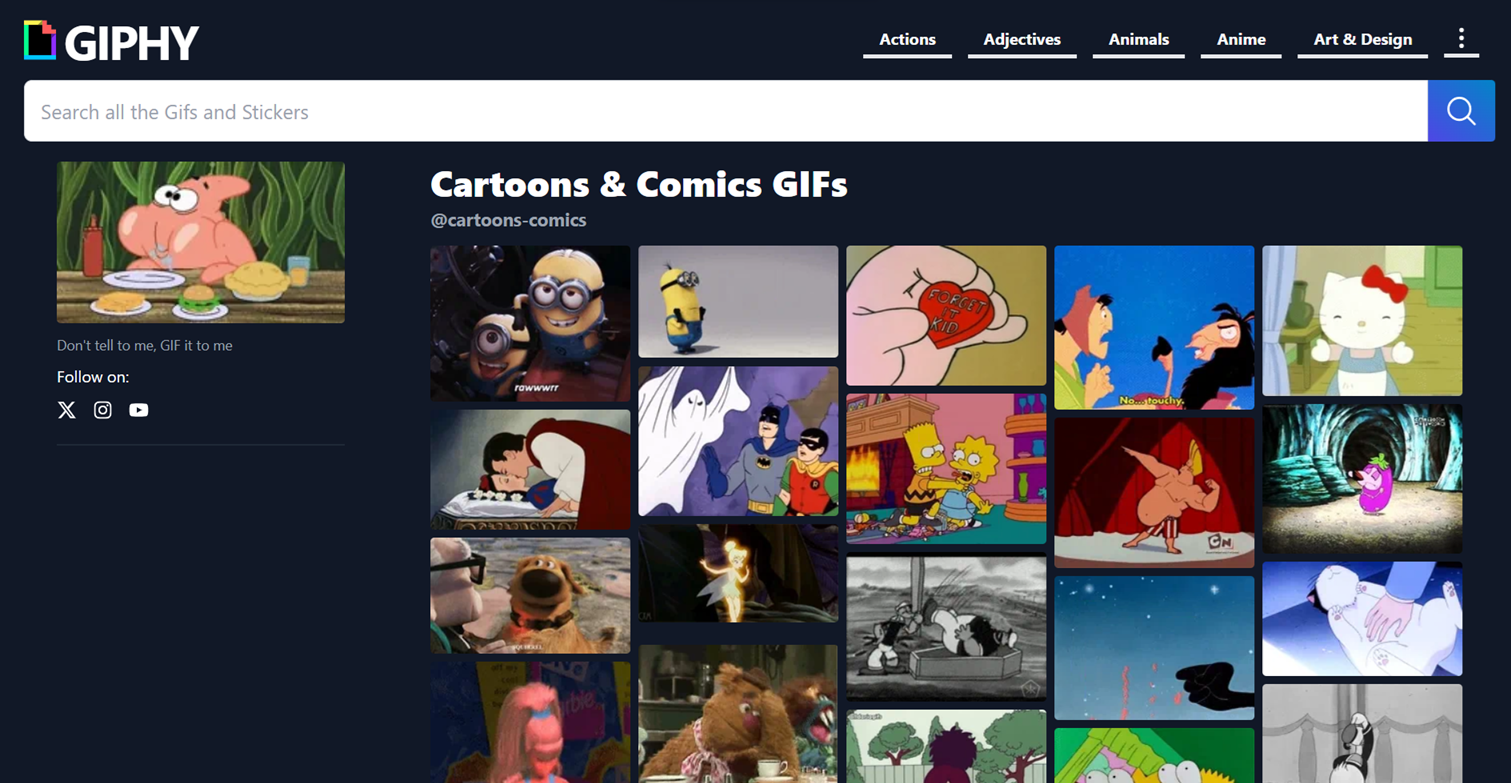 GIPHY
Actions
Adjectives
Animals
Anime
Art & Design
Search all the Gifs and Stickers
Don't tell to me, GIF it to me
Follow on:
Cartoons & Comics GIFs
@cartoons-comics
rawwwrr
FORGET
IT
KID
No...touchy.
CN
SQUIRREL